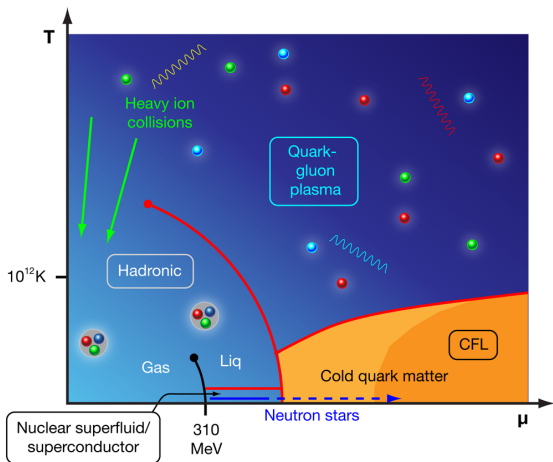 T
Heavy ion
collisions
Quark-
gluon
plasma
10¹²K
Hadronic
CFL
Gas
Liq
Cold quark matter
Nuclear superfluid/
superconductor
Neutron stars
310
MeV
μ